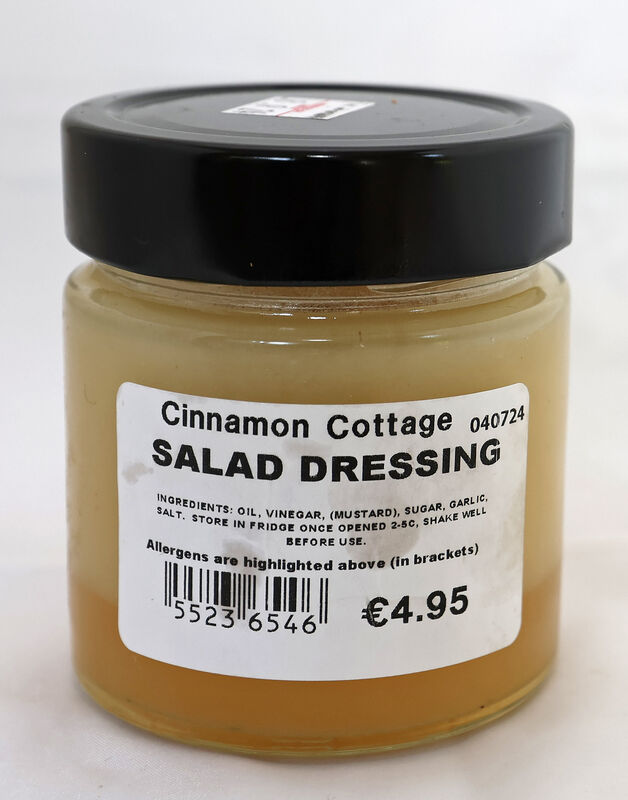 Cinnamon Cottage 040724
SALAD DRESSING
INGREDIENTS: OIL, VINEGAR, (MUSTARD), SUGAR, GARLIC,
SALT. STORE IN FRIDGE ONCE OPENED 2-5C, SHAKE WELL
BEFORE USE.
Allergens are highlighted above (in brackets)
5523 6546 €4.95